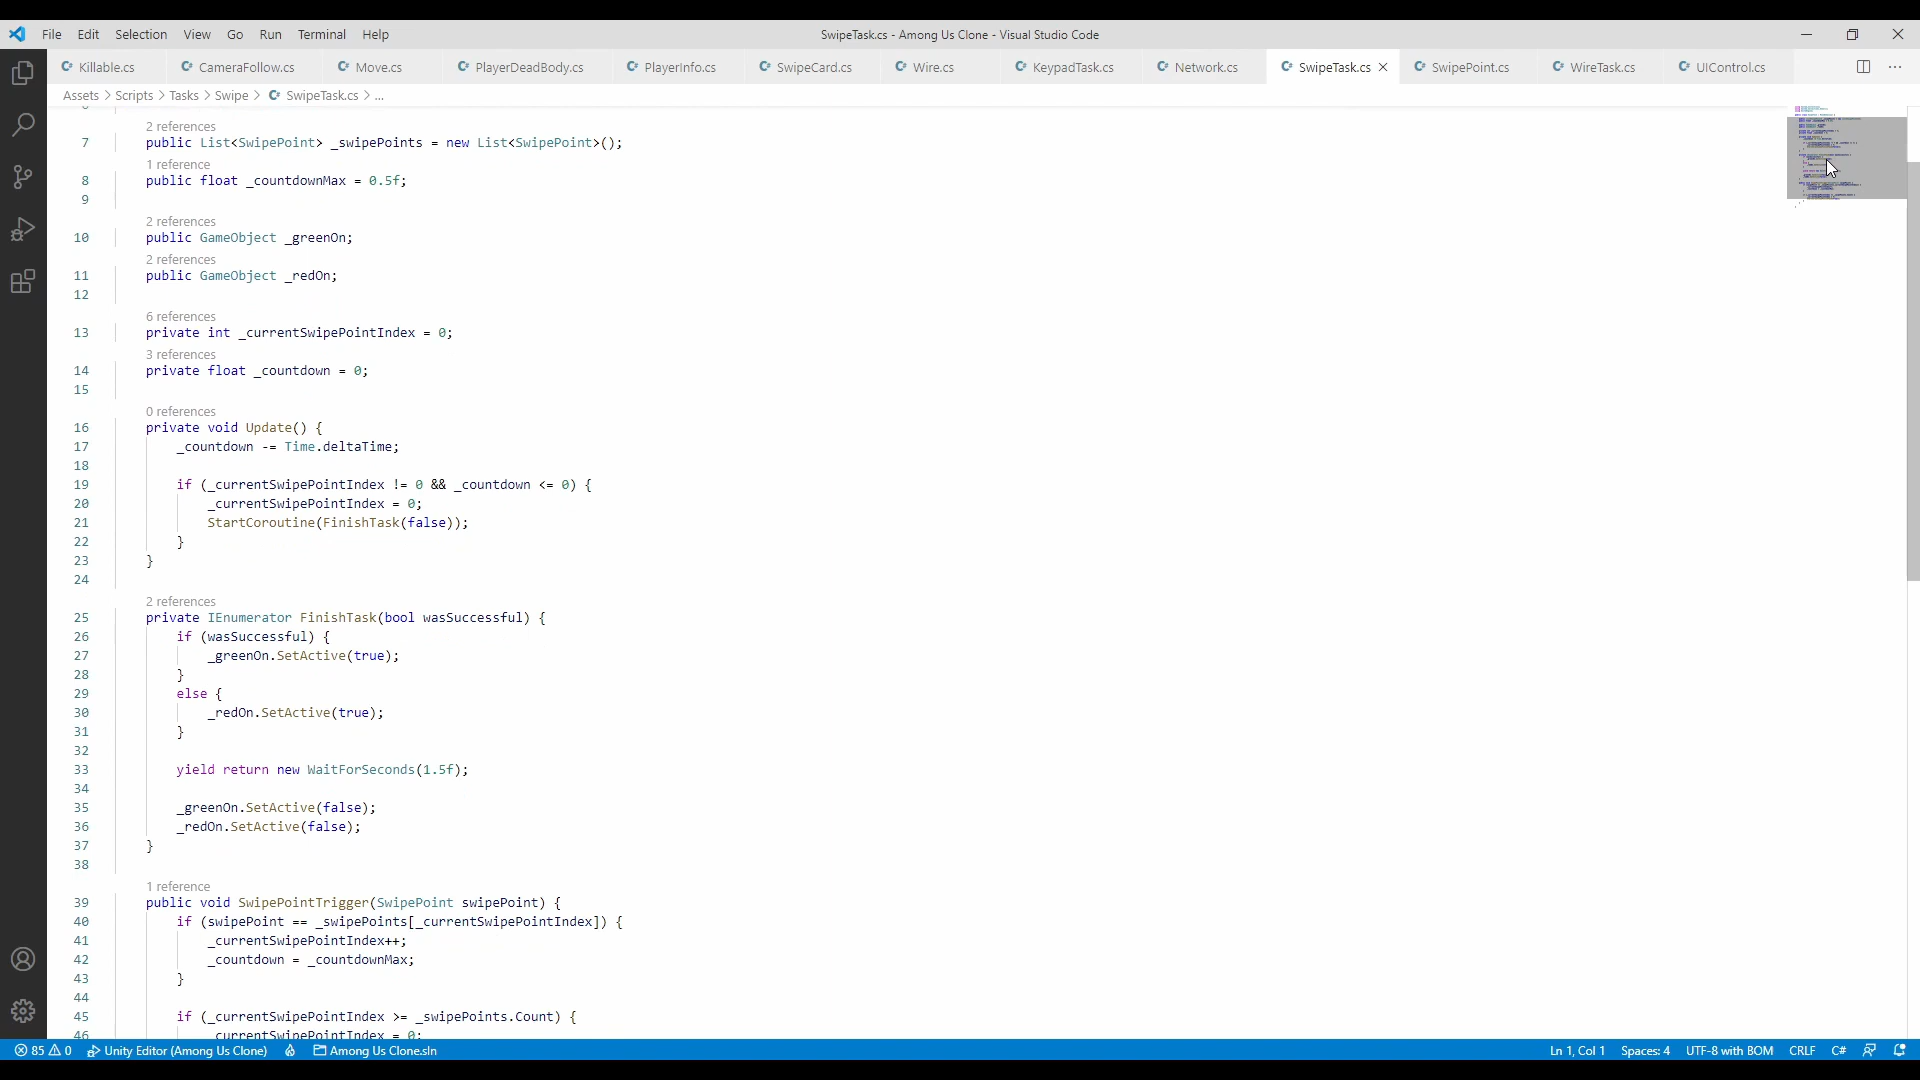 File Edit Selection View Go Run Terminal Help
SwipeTask.cs - Among Us Clone - Visual Studio Code
Killable.cs CameraFollow.cs Move.cs PlayerDeadBody.cs PlayerInfo.cs SwipeCard.cs Wire.cs KeypadTask.cs Network.cs SwipeTask.cs SwipePoint.cs WireTask.cs UIControl.cs
Assets > Scripts > Tasks > Swipe > SwipeTask.cs > ...
2 references
7 public List<SwipePoint> _swipePoints = new List<SwipePoint>();
1 reference
8 public float _countdownMax = 0.5f;
9
2 references
10 public GameObject _greenOn;
2 references
11 public GameObject _redOn;
12
6 references
13 private int _currentSwipePointIndex = 0;
3 references
14 private float _countdown = 0;
15
0 references
16 private void Update() {
17 _countdown -= Time.deltaTime;
18
19 if (_currentSwipePointIndex != 0 && _countdown <= 0) {
20 _currentSwipePointIndex = 0;
21 StartCoroutine(FinishTask(false));
22 }
23 }
24
2 references
25 private IEnumerator FinishTask(bool wasSuccessful) {
26 if (wasSuccessful) {
27 _greenOn.SetActive(true);
28 }
29 else {
30 _redOn.SetActive(true);
31 }
32
33 yield return new WaitForSeconds(1.5f);
34
35 _greenOn.SetActive(false);
36 _redOn.SetActive(false);
37 }
38
1 reference
39 public void SwipePointTrigger(SwipePoint swipePoint) {
40 if (swipePoint == _swipePoints[_currentSwipePointIndex]) {
41 _currentSwipePointIndex++;
42 _countdown = _countdownMax;
43 }
44
45 if (_currentSwipePointIndex >= _swipePoints.Count) {
46 _currentSwipePointIndex = 0;
85 0 Unity Editor (Among Us Clone) Among Us Clone.sln Ln 1, Col 1 Spaces: 4 UTF-8 with BOM CRLF C#